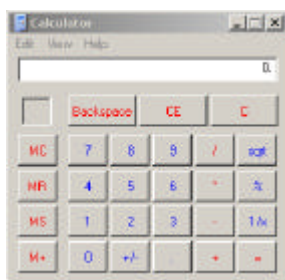 Calculator
Edit View Help
0.
Backspace CE C
MC 7 8 9 / sqrt
MR 4 5 6 * %
MS 1 2 3 - 1/x
M+ 0 +/- . + =